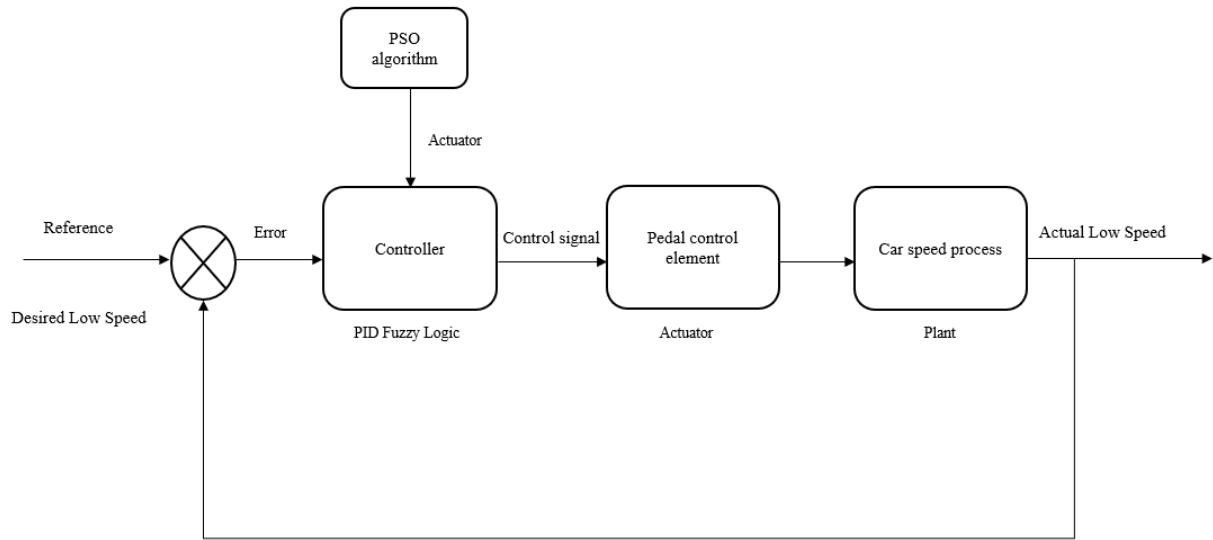 PSO
algorithm
Actuator
Reference
Error
Controller
Control signal
Pedal control
element
Car speed process
Actual Low Speed
Desired Low Speed
PID Fuzzy Logic
Actuator
Plant